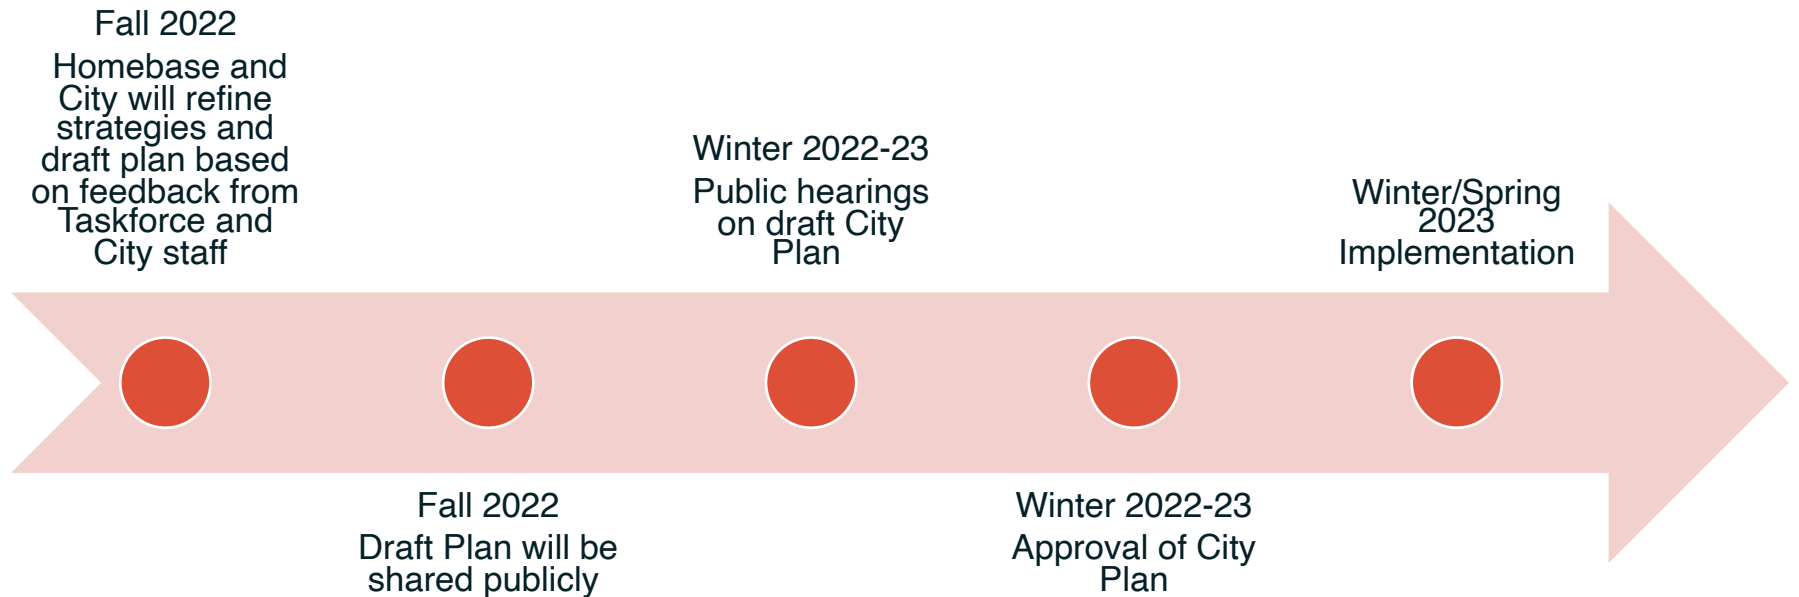 Fall 2022
Homebase and
City will refine
strategies and
draft plan based
on feedback from
Taskforce and
City staff
Fall 2022
Draft Plan will be
shared publicly
Winter 2022-23
Public hearings
on draft City
Plan
Winter 2022-23
Approval of City
Plan
Winter/Spring
2023
Implementation